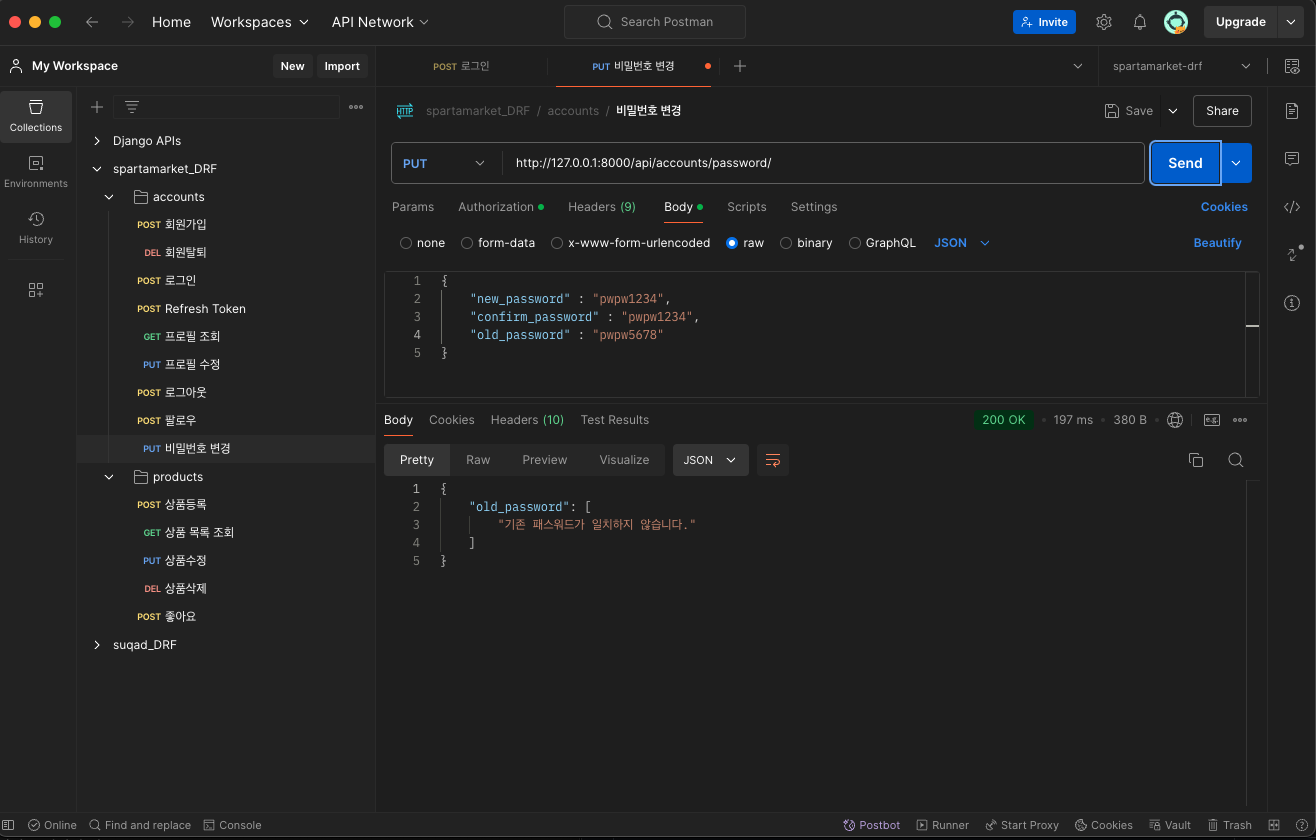 Home Workspaces API Network Search Postman Invite Upgrade
My Workspace New Import POST 로그인 PUT 비밀번호 변경 spartamarket-drf
Collections
Environments
History
Django APIs
spartamarket_DRF
accounts
POST 회원가입
DEL 회원탈퇴
POST 로그인
POST Refresh Token
GET 프로필 조회
PUT 프로필 수정
POST 로그아웃
POST 팔로우
PUT 비밀번호 변경
products
POST 상품등록
GET 상품 목록 조회
PUT 상품수정
DEL 상품삭제
POST 좋아요
suqad_DRF
HTTP spartamarket_DRF / accounts / 비밀번호 변경 Save Share
PUT http://127.0.0.1:8000/api/accounts/password/ Send
Params Authorization Headers (9) Body Scripts Settings Cookies
none form-data x-www-form-urlencoded raw binary GraphQL JSON Beautify
1 {
2 "new_password" : "pwpw1234",
3 "confirm_password" : "pwpw1234",
4 "old_password" : "pwpw5678"
5 }
Body Cookies Headers (10) Test Results 200 OK 197 ms 380 B e.g.
Pretty Raw Preview Visualize JSON
1 {
2 "old_password": [
3 "기존 패스워드가 일치하지 않습니다."
4 ]
5 }
Online Find and replace Console Postbot Runner Start Proxy Cookies Vault Trash